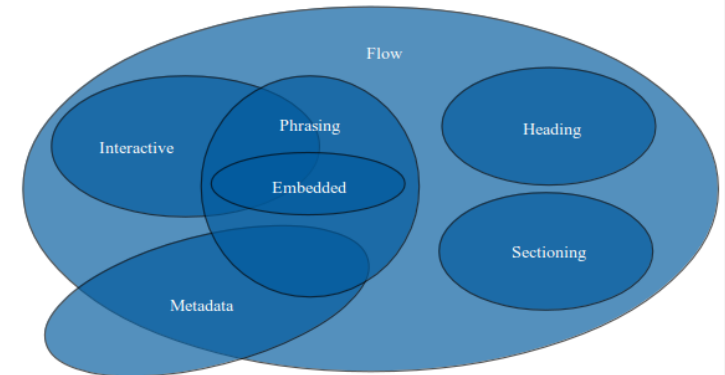 Flow
Interactive
Phrasing
Heading
Embedded
Sectioning
Metadata